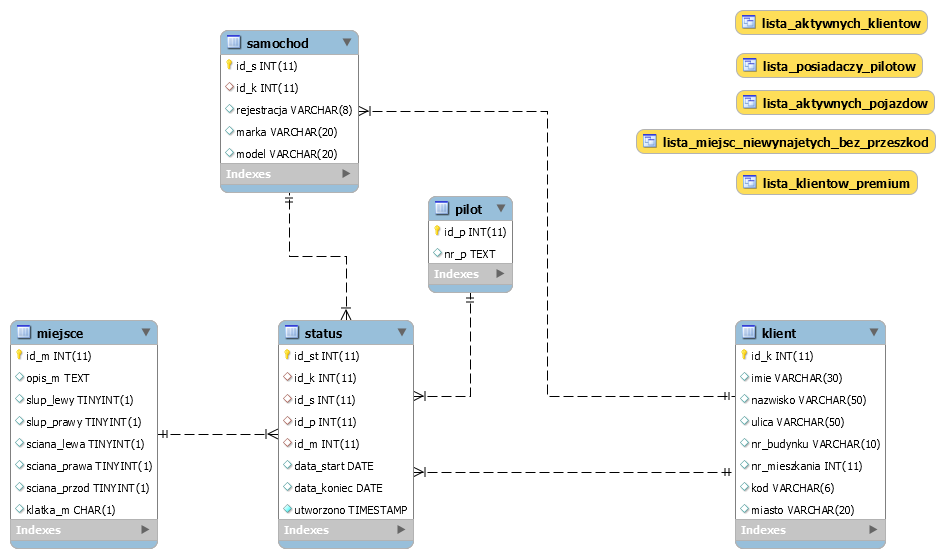 samochod
id_s INT(11)
id_k INT(11)
rejestracja VARCHAR(8)
marka VARCHAR(20)
model VARCHAR(20)
Indexes
lista_aktywnych_klientow
lista_posiadaczy_pilotow
lista_aktywnych_pojazdow
lista_miejsc_niewynajetych_bez_przeszkod
lista_klientow_premium
pilot
id_p INT(11)
nr_p TEXT
Indexes
miejsce
id_m INT(11)
opis_m TEXT
slup_lewy TINYINT(1)
slup_prawy TINYINT(1)
sciana_lewa TINYINT(1)
sciana_prawa TINYINT(1)
sciana_przod TINYINT(1)
klatka_m CHAR(1)
Indexes
status
id_st INT(11)
id_k INT(11)
id_s INT(11)
id_p INT(11)
id_m INT(11)
data_start DATE
data_koniec DATE
utworzono TIMESTAMP
Indexes
klient
id_k INT(11)
imie VARCHAR(30)
nazwisko VARCHAR(50)
ulica VARCHAR(50)
nr_budynku VARCHAR(10)
nr_mieszkania INT(11)
kod VARCHAR(6)
miasto VARCHAR(20)
Indexes